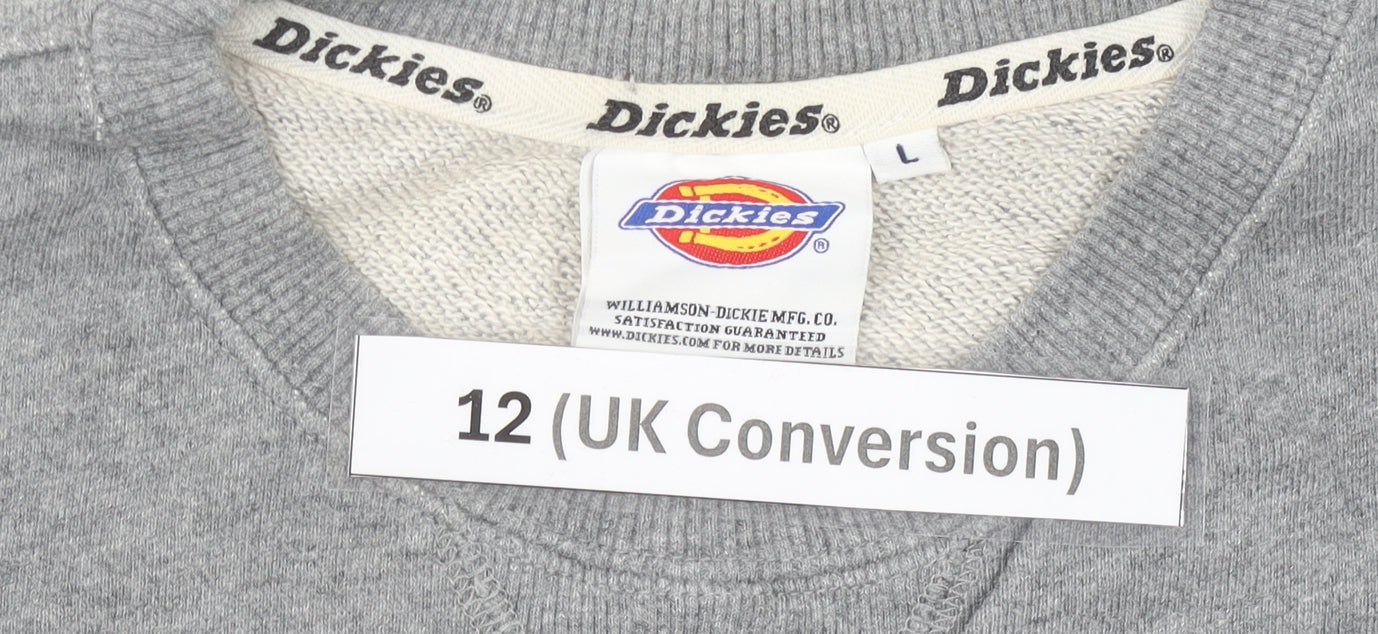 Dickies®
Dickies®
Dickies®
L
Dickies
®
WILLIAMSON-DICKIE MFG. CO.
SATISFACTION GUARANTEED
WWW.DICKIES.COM FOR MORE DETAILS
12 (UK Conversion)